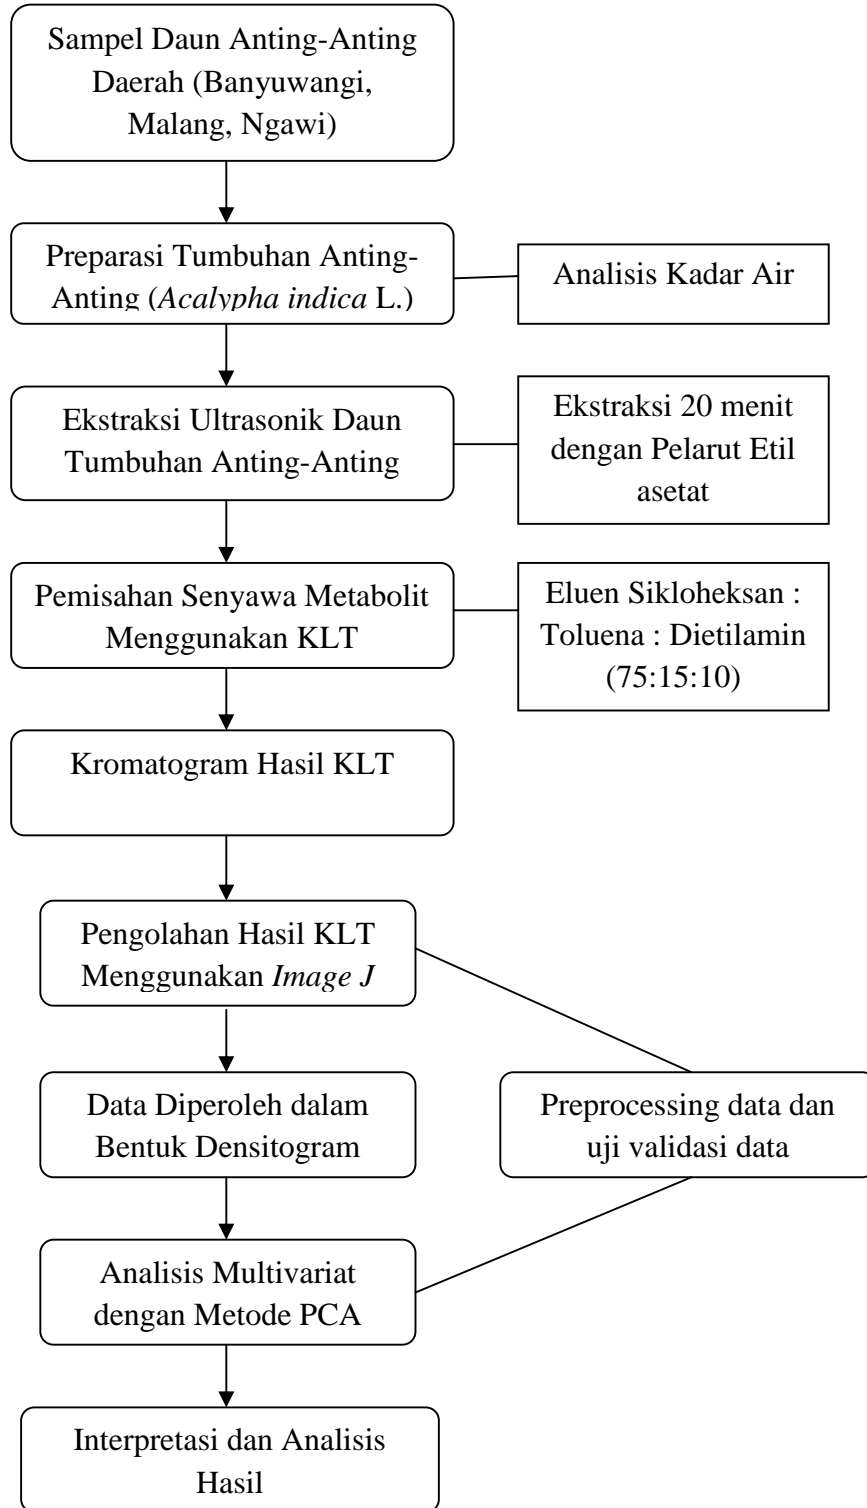 Sampel Daun Anting-Anting
Daerah (Banyuwangi,
Malang, Ngawi)
Preparasi Tumbuhan Anting-
Anting (Acalypha indica L.)
Analisis Kadar Air
Ekstraksi Ultrasonik Daun
Tumbuhan Anting-Anting
Ekstraksi 20 menit
dengan Pelarut Etil
asetat
Pemisahan Senyawa Metabolit
Menggunakan KLT
Eluen Sikloheksan :
Toluena : Dietilamin
(75:15:10)
Kromatogram Hasil KLT
Pengolahan Hasil KLT
Menggunakan Image J
Data Diperoleh dalam
Bentuk Densitogram
Preprocessing data dan
uji validasi data
Analisis Multivariat
dengan Metode PCA
Interpretasi dan Analisis
Hasil